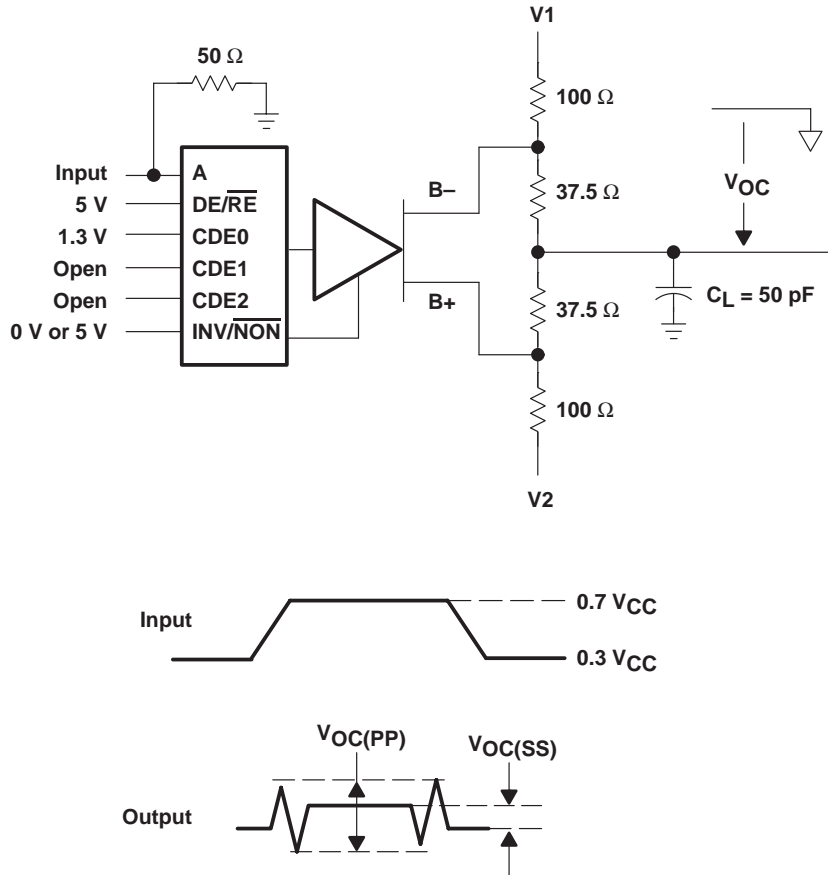 V1
50 Ω
100 Ω
Input
A
5 V
DE/R̅E̅
1.3 V
CDE0
Open
CDE1
Open
CDE2
0 V or 5 V
INV/N̅O̅N̅
B–
37.5 Ω
VOC
B+
37.5 Ω
CL = 50 pF
100 Ω
V2
Input
0.7 VCC
0.3 VCC
VOC(PP)
VOC(SS)
Output